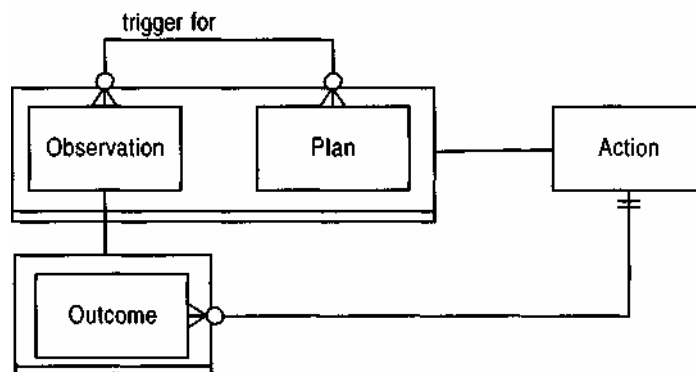 trigger for
Observation
Plan
Action
Outcome